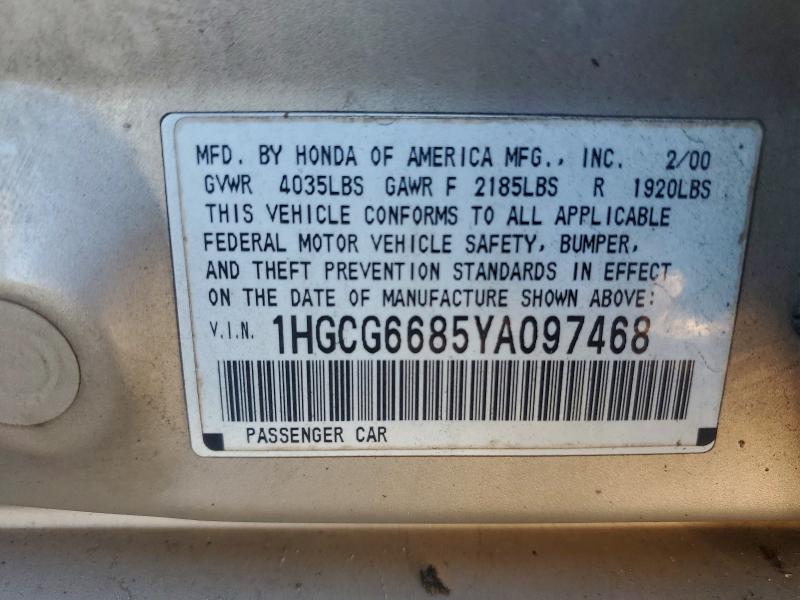 MFD. BY HONDA OF AMERICA MFG., INC. 2/00
GVWR 4035LBS GAWR F 2185LBS R 1920LBS
THIS VEHICLE CONFORMS TO ALL APPLICABLE
FEDERAL MOTOR VEHICLE SAFETY, BUMPER,
AND THEFT PREVENTION STANDARDS IN EFFECT
ON THE DATE OF MANUFACTURE SHOWN ABOVE:
V.I.N. 1HGCG6685YA097468
PASSENGER CAR